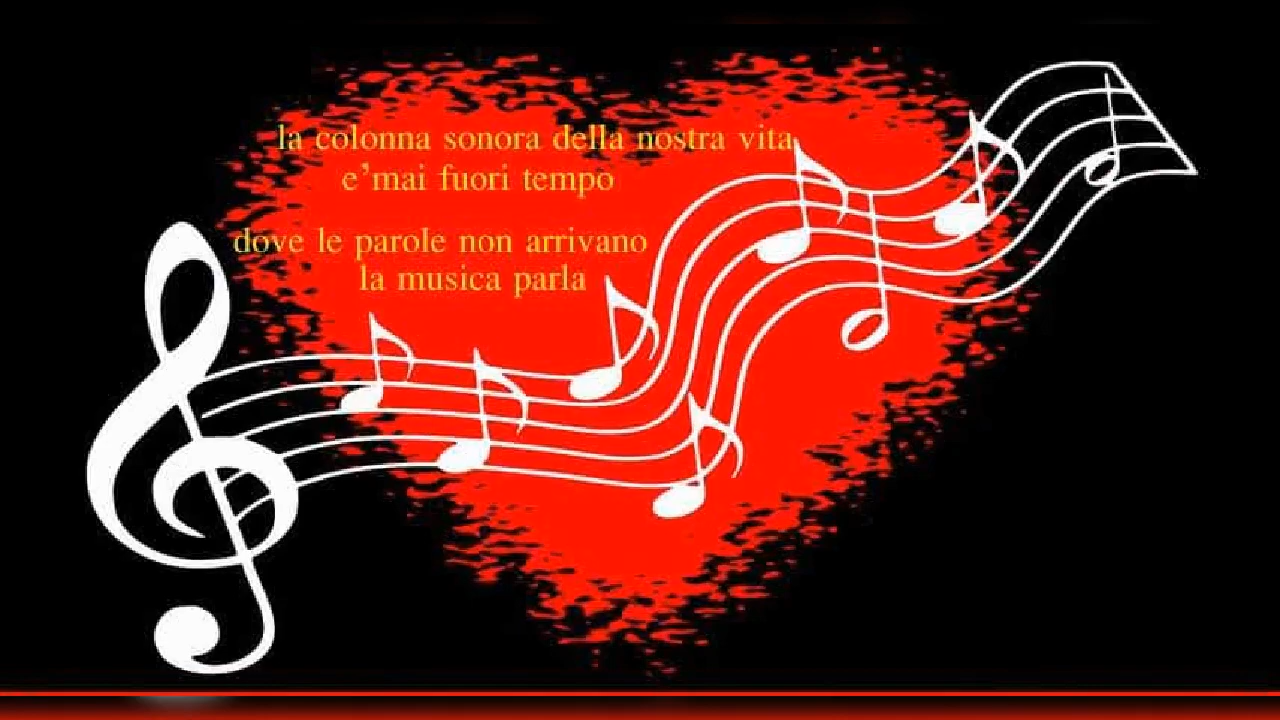 la colonna sonora della nostra vita
e'mai fuori tempo
dove le parole non arrivano
la musica parla